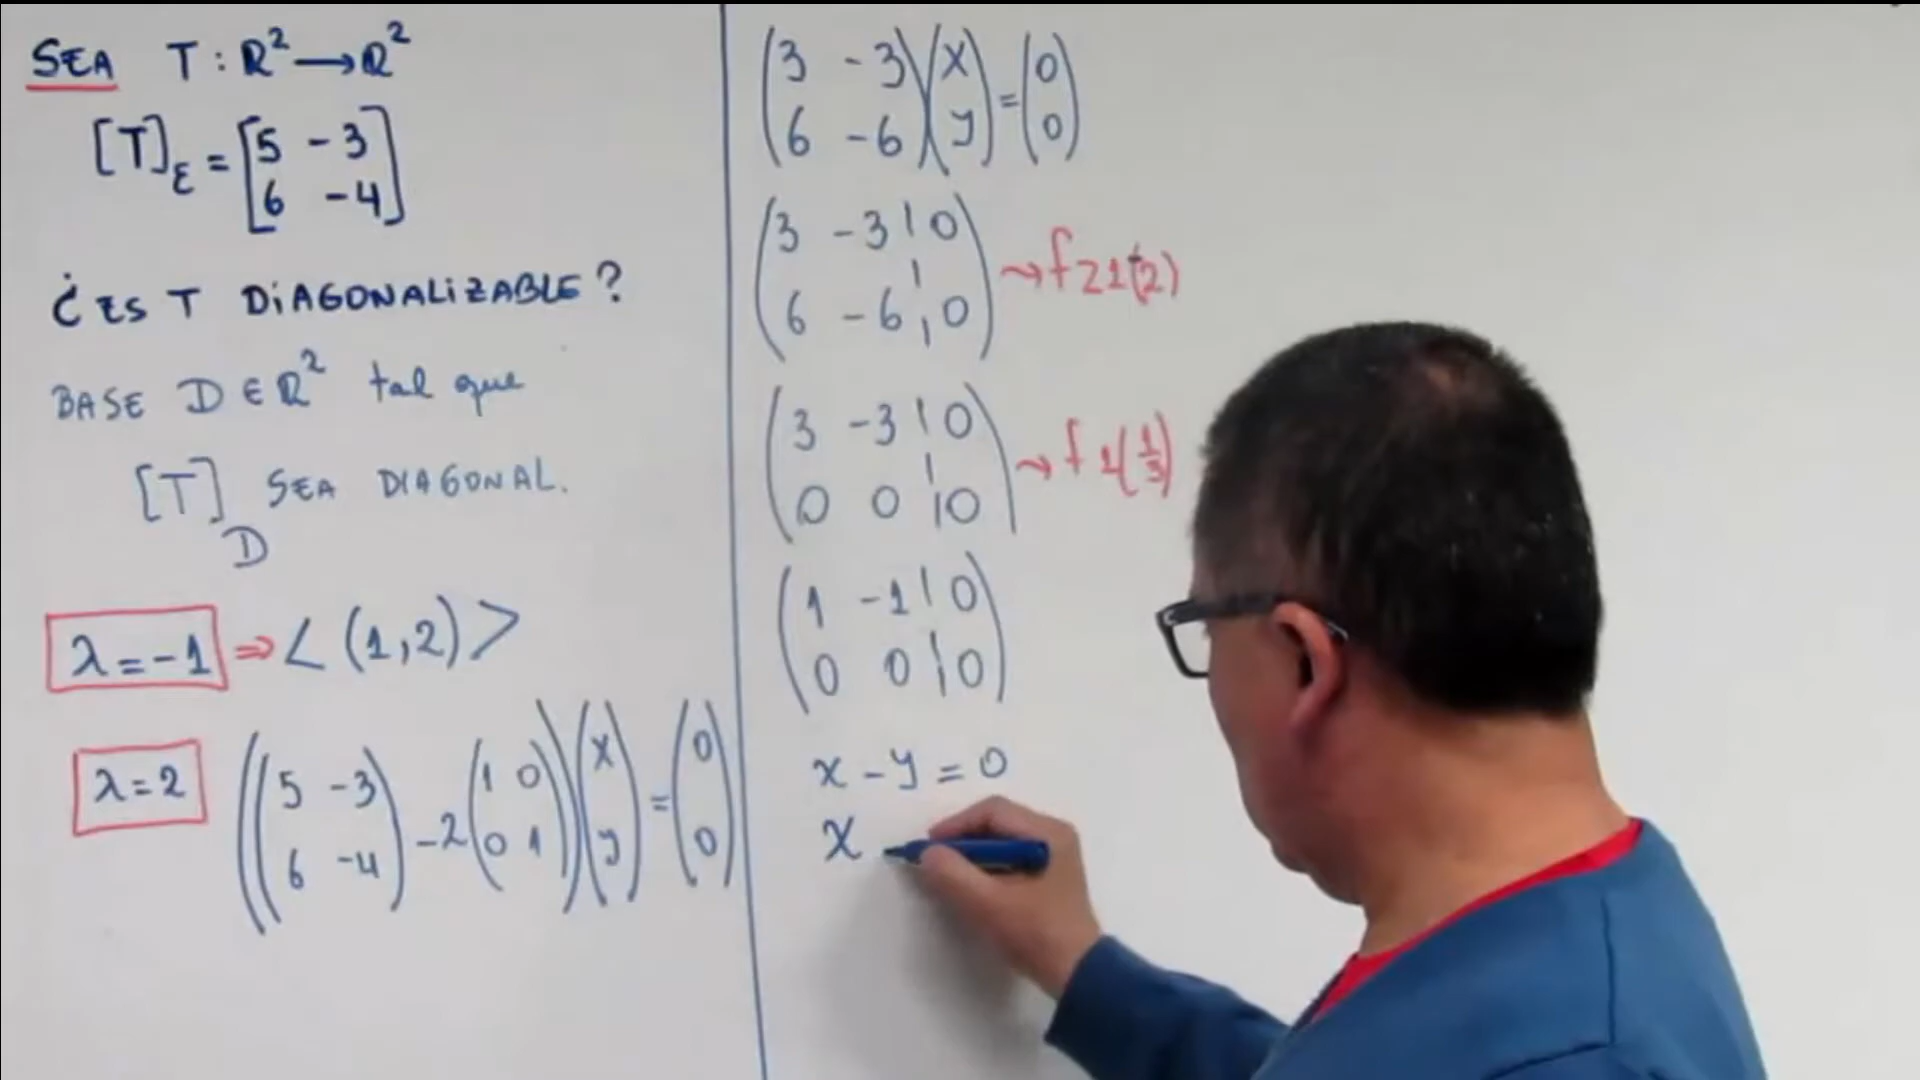 SEA T : R² → R²
[T]ε = [5 -3
6 -4]
¿ES T DIAGONALIZABLE?
BASE D ∈ R² tal que
[T]D SEA DIAGONAL.
λ = -1 ⇒ < (1,2) >
λ = 2 ((5 -3
6 -4) -2 (1 0
0 1)) (x
y) = (0
0)
(3 -3
6 -6) (x
y) = (0
0)
(3 -3 | 0
6 -6 | 0) → f21(-2)
(3 -3 | 0
0 0 | 0) → f1(1/3)
(1 -1 | 0
0 0 | 0)
x - y = 0
x